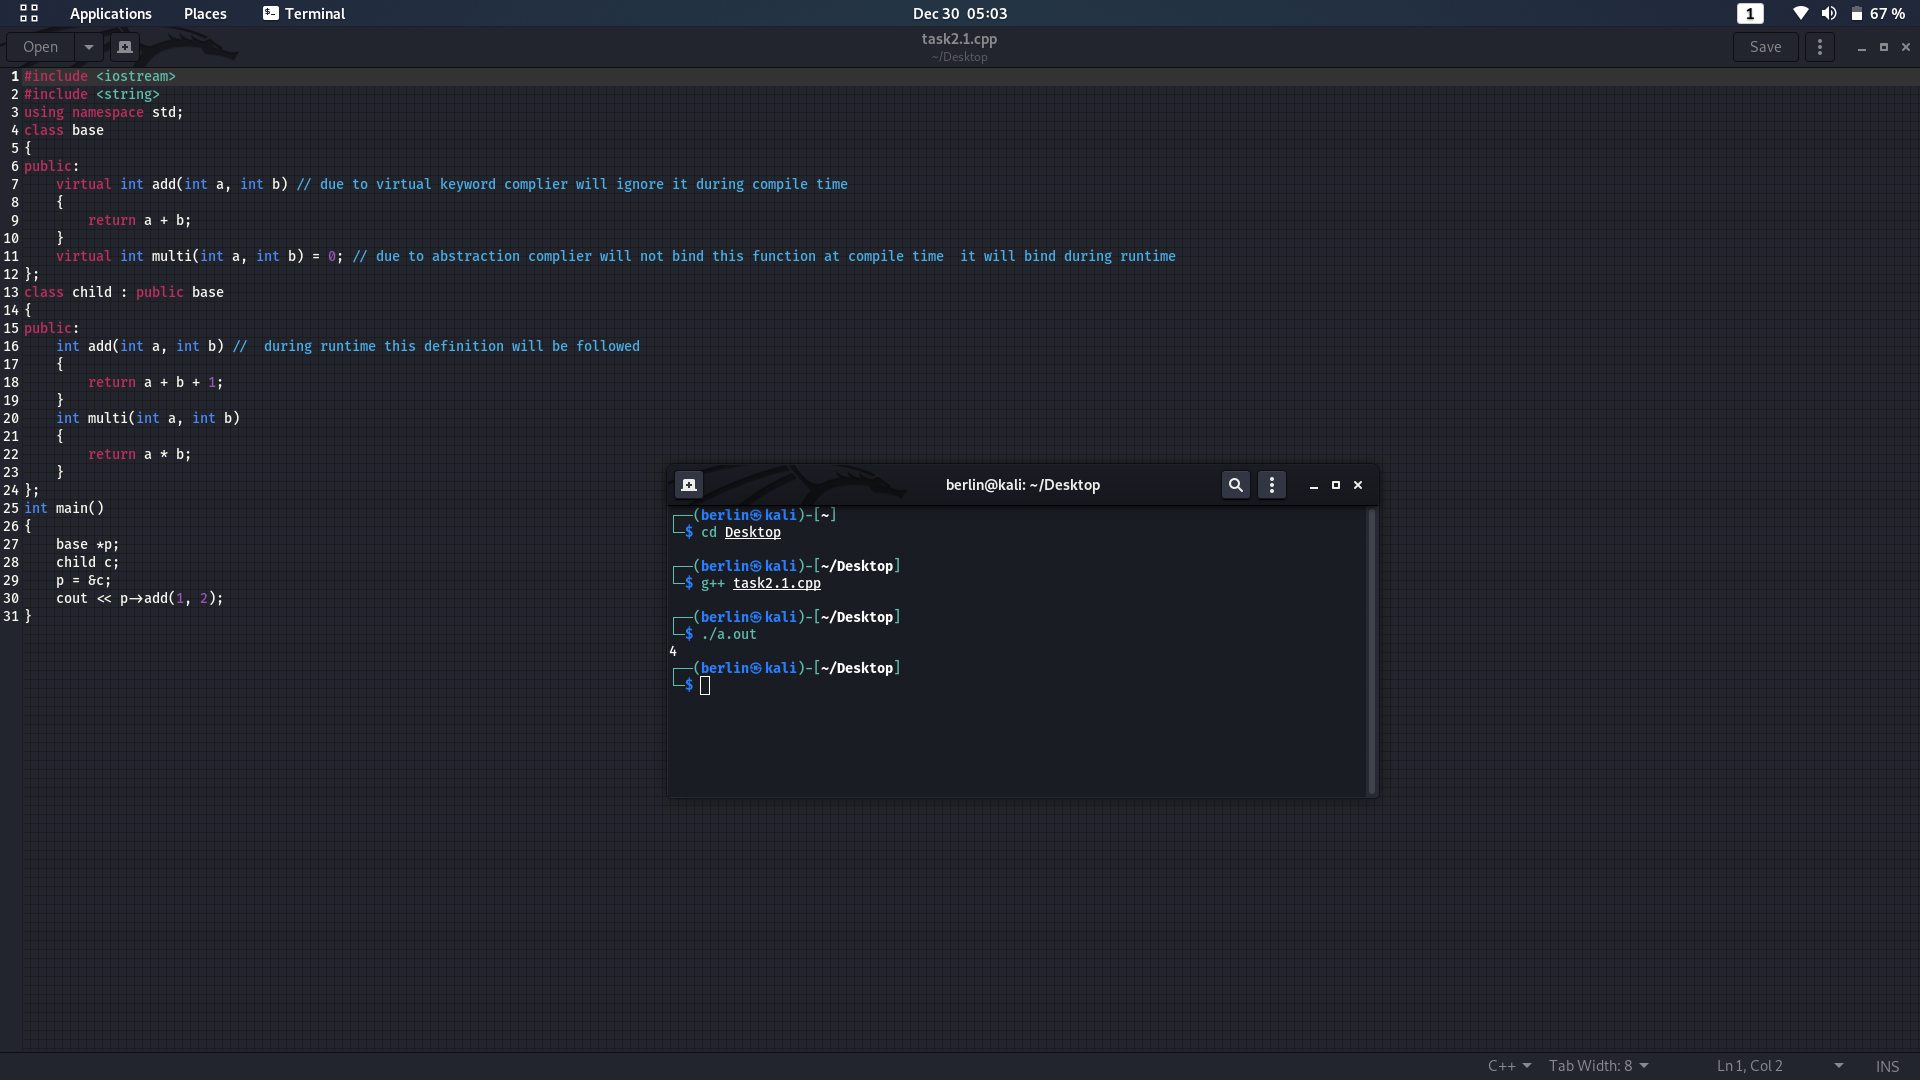 Applications Places Terminal Dec 30 05:03 1 67 %
Open task2.1.cpp Save
~/Desktop
1 #include <iostream>
2 #include <string>
3 using namespace std;
4 class base
5 {
6 public:
7     virtual int add(int a, int b) // due to virtual keyword complier will ignore it during compile time
8     {
9         return a + b;
10     }
11     virtual int multi(int a, int b) = 0; // due to abstraction complier will not bind this function at compile time  it will bind during runtime
12 };
13 class child : public base
14 {
15 public:
16     int add(int a, int b) //  during runtime this definition will be followed
17     {
18         return a + b + 1;
19     }
20     int multi(int a, int b)
21     {
22         return a * b;
23     }
24 };
25 int main()
26 {
27     base *p;
28     child c;
29     p = &c;
30     cout << p->add(1, 2);
31 }
berlin@kali: ~/Desktop
┌──(berlin㉿kali)-[~]
└─$ cd Desktop
┌──(berlin㉿kali)-[~/Desktop]
└─$ g++ task2.1.cpp
┌──(berlin㉿kali)-[~/Desktop]
└─$ ./a.out
4
┌──(berlin㉿kali)-[~/Desktop]
└─$
C++ Tab Width: 8 Ln 1, Col 2 INS